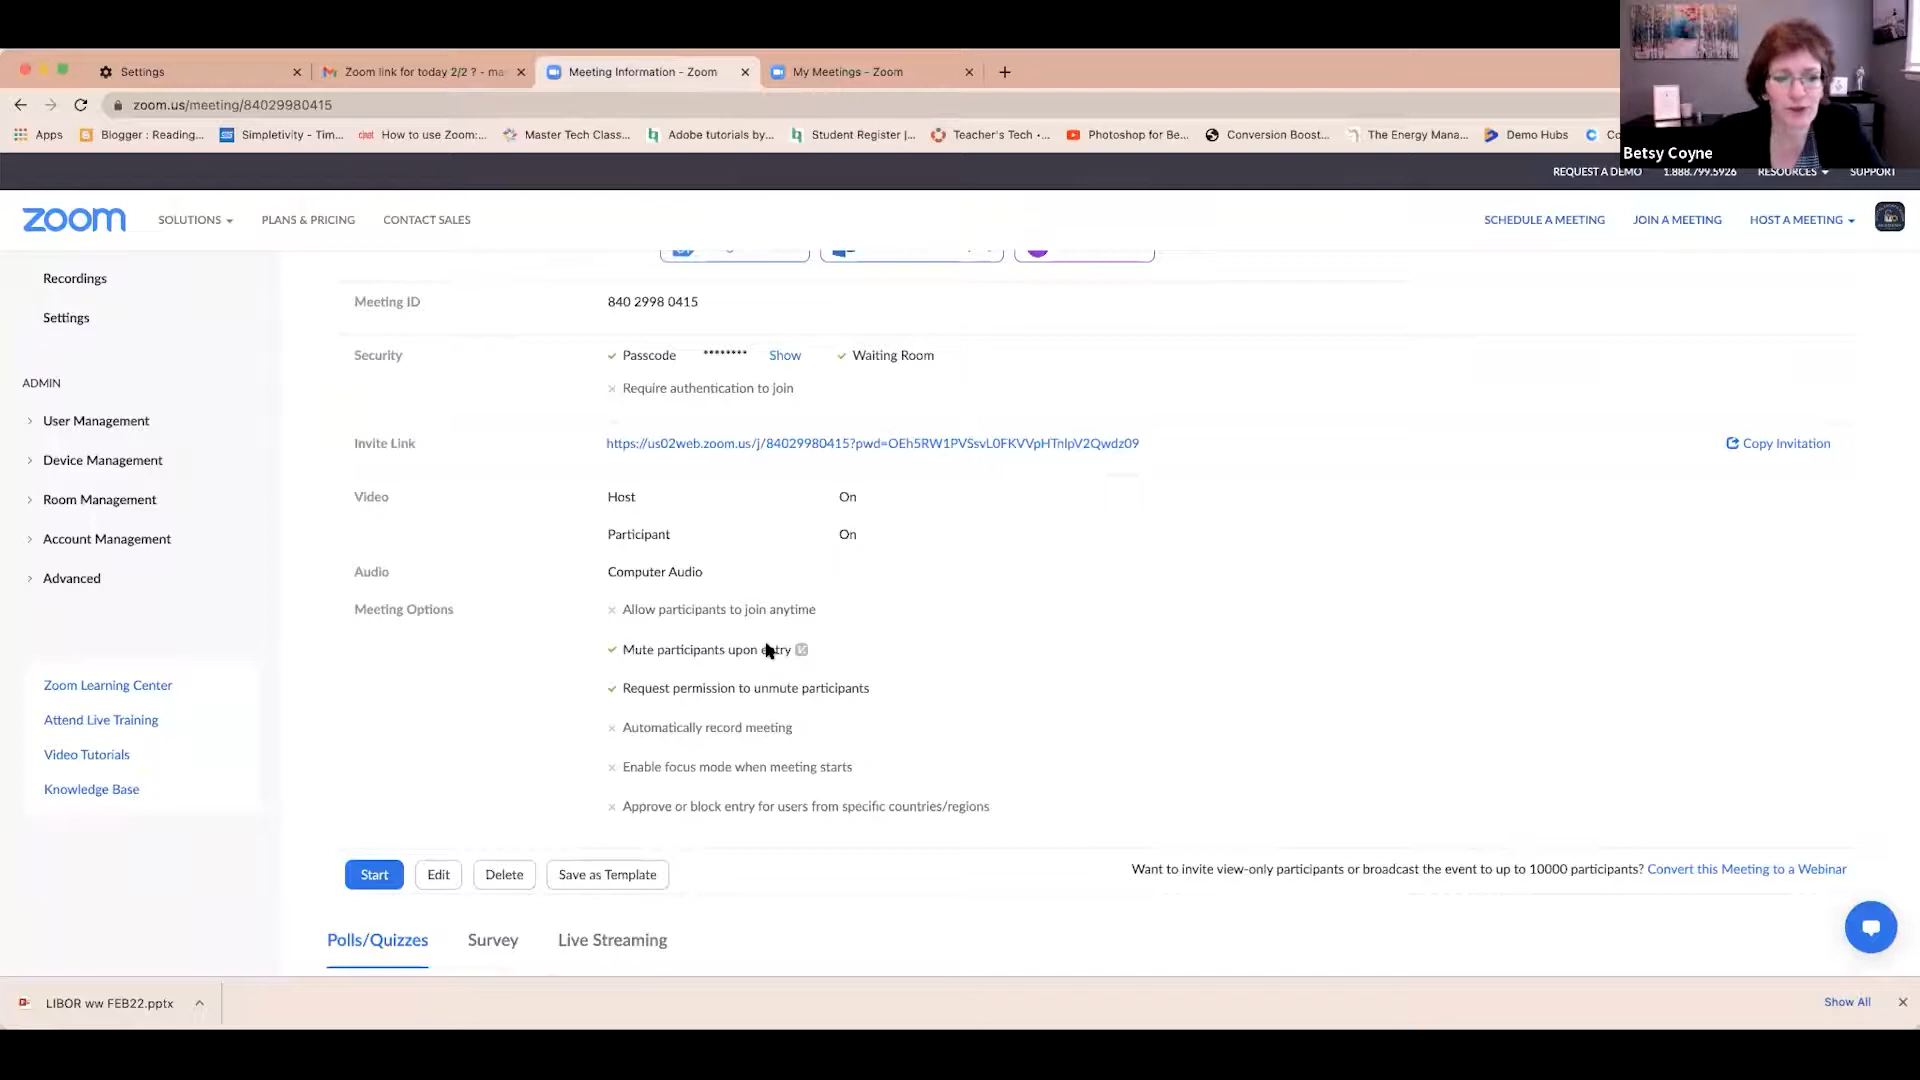 Settings
Zoom link for today 2/2 ? - ma
Meeting Information - Zoom
My Meetings - Zoom
zoom.us/meeting/84029980415
Apps
Blogger : Reading...
Simpletivity - Tim...
How to use Zoom:...
Master Tech Class...
Adobe tutorials by...
Student Register |...
Teacher's Tech •...
Photoshop for Be...
Conversion Boost...
The Energy Mana...
Demo Hubs
Betsy Coyne
REQUEST A DEMO
1.888.799.5926
RESOURCES
SUPPORT
zoom
SOLUTIONS
PLANS & PRICING
CONTACT SALES
SCHEDULE A MEETING
JOIN A MEETING
HOST A MEETING
Recordings
Settings
ADMIN
User Management
Device Management
Room Management
Account Management
Advanced
Zoom Learning Center
Attend Live Training
Video Tutorials
Knowledge Base
Meeting ID
840 2998 0415
Security
Passcode ******** Show
Waiting Room
Require authentication to join
Invite Link
https://us02web.zoom.us/j/84029980415?pwd=OEh5RW1PVSsvL0FKVVpHTnlpV2Qwdz09
Copy Invitation
Video
Host On
Participant On
Audio
Computer Audio
Meeting Options
Allow participants to join anytime
Mute participants upon entry
Request permission to unmute participants
Automatically record meeting
Enable focus mode when meeting starts
Approve or block entry for users from specific countries/regions
Start
Edit
Delete
Save as Template
Want to invite view-only participants or broadcast the event to up to 10000 participants? Convert this Meeting to a Webinar
Polls/Quizzes
Survey
Live Streaming
LIBOR ww FEB22.pptx
Show All